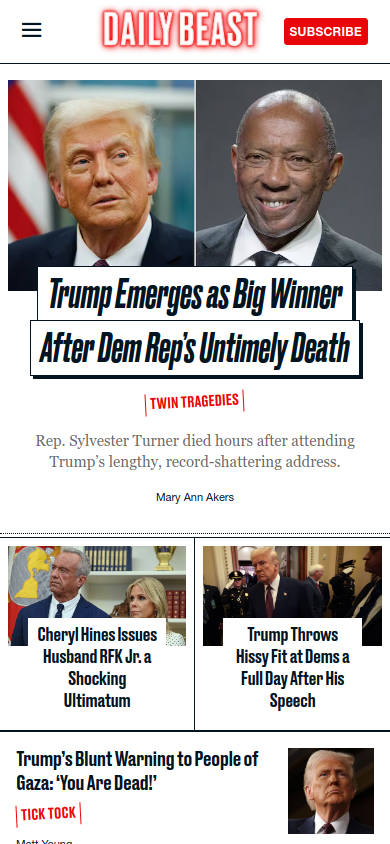 DAILY BEAST
SUBSCRIBE
Trump Emerges as Big Winner
After Dem Rep's Untimely Death
TWIN TRAGEDIES
Rep. Sylvester Turner died hours after attending
Trump’s lengthy, record-shattering address.
Mary Ann Akers
Cheryl Hines Issues
Husband RFK Jr. a
Shocking
Ultimatum
Trump Throws
Hissy Fit at Dems a
Full Day After His
Speech
Trump’s Blunt Warning to People of
Gaza: ‘You Are Dead!’
TICK TOCK
Matt Young